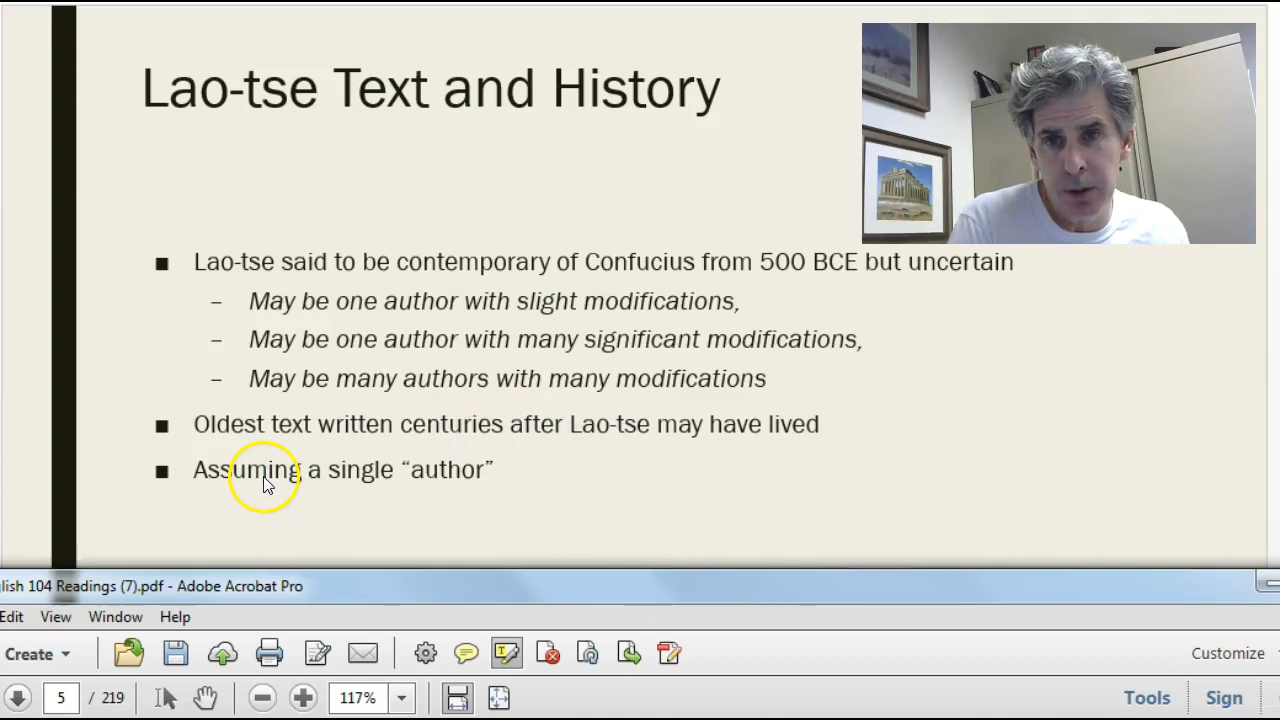 Lao-tse Text and History
■ Lao-tse said to be contemporary of Confucius from 500 BCE but uncertain
– May be one author with slight modifications,
– May be one author with many significant modifications,
– May be many authors with many modifications
■ Oldest text written centuries after Lao-tse may have lived
■ Assuming a single “author”
lish 104 Readings (7).pdf - Adobe Acrobat Pro
Edit View Window Help
Create Customize
5 / 219 117% Tools Sign